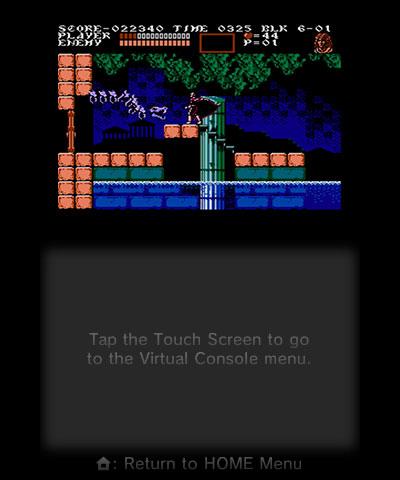 SCORE-022340 TIME 0325 BLK 6-01
PLAYER =44
ENEMY P=01
Tap the Touch Screen to go
to the Virtual Console menu.
: Return to HOME Menu